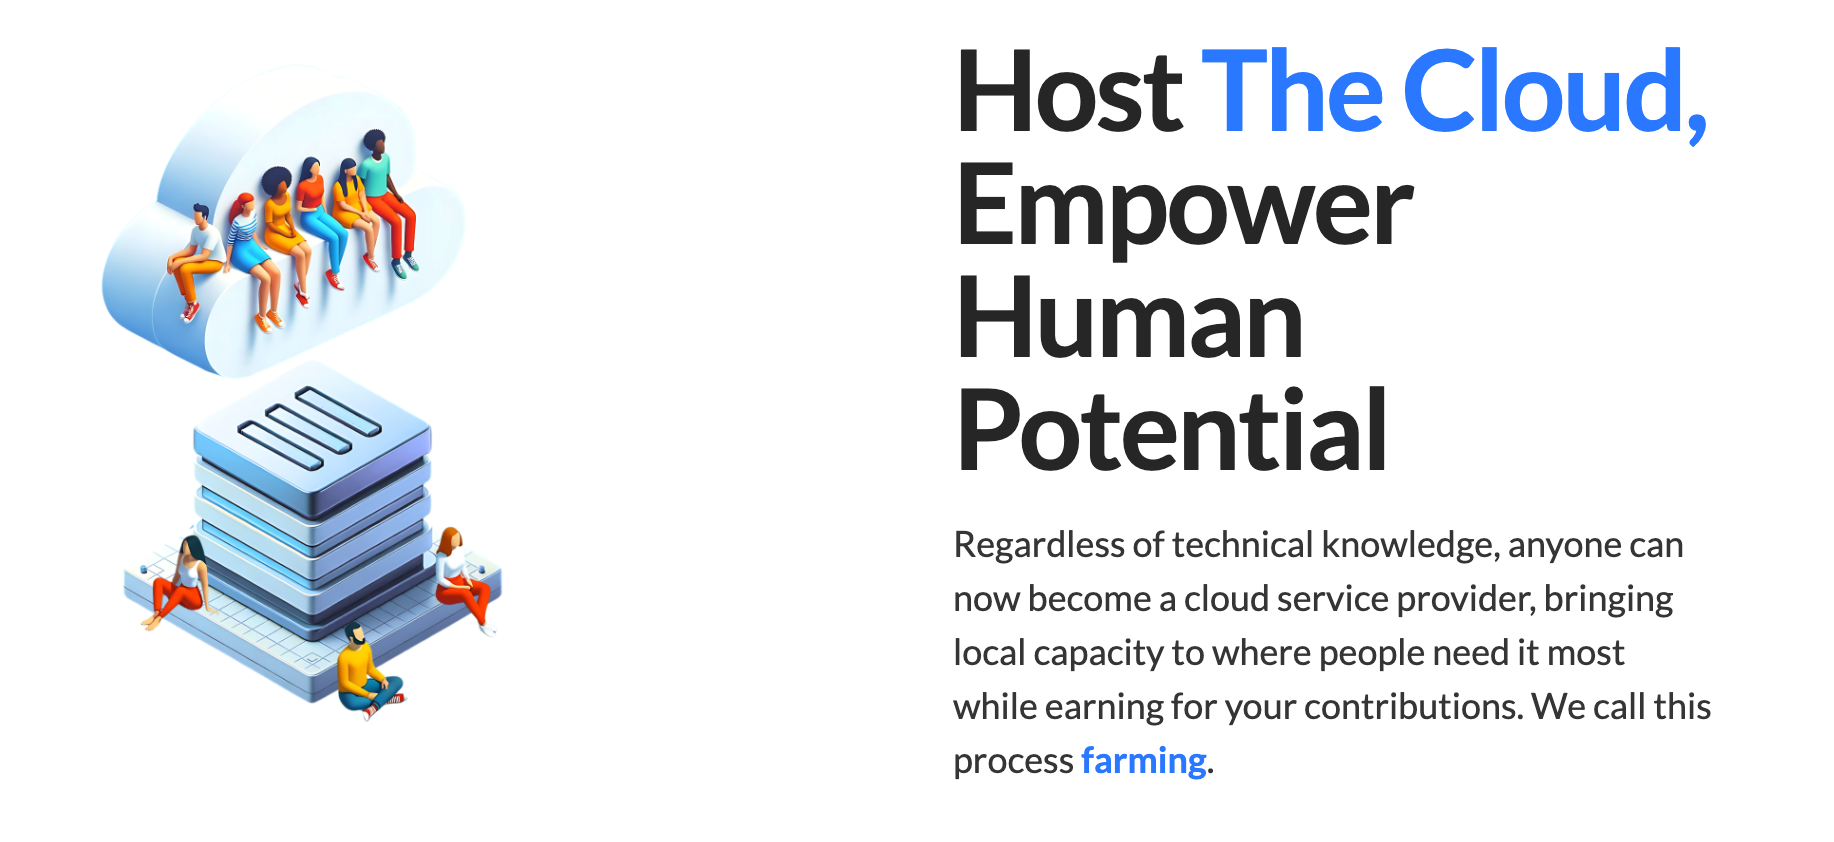 Host The Cloud,
Empower
Human
Potential
Regardless of technical knowledge, anyone can
now become a cloud service provider, bringing
local capacity to where people need it most
while earning for your contributions. We call this
process farming.